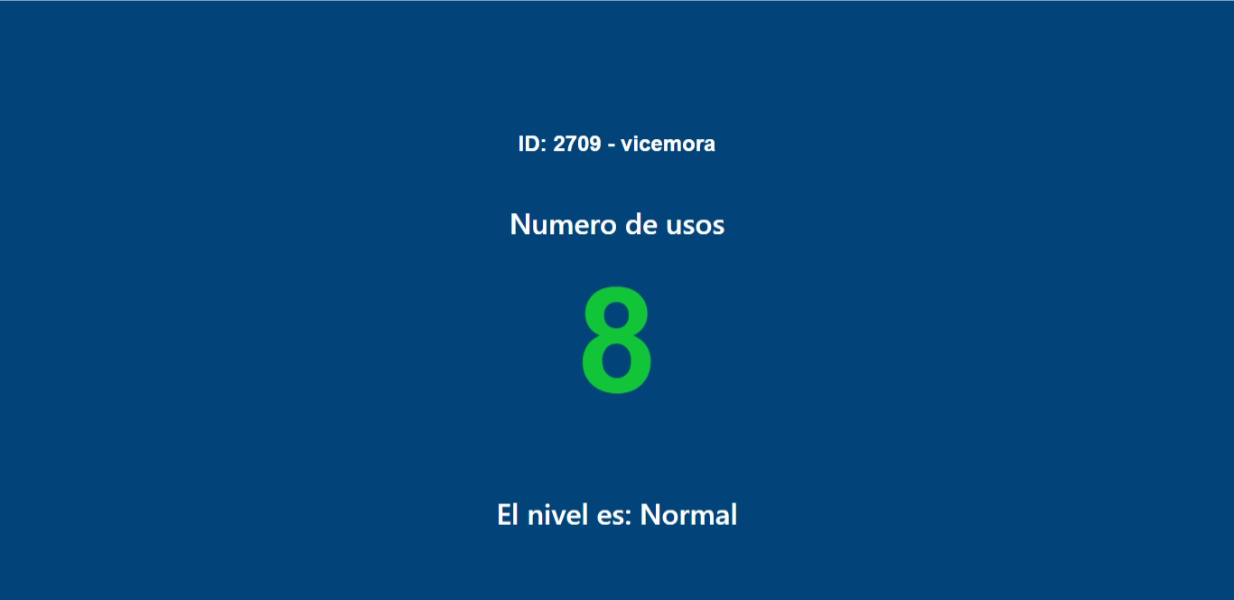 ID: 2709 - vicemora
Numero de usos
8
El nivel es: Normal